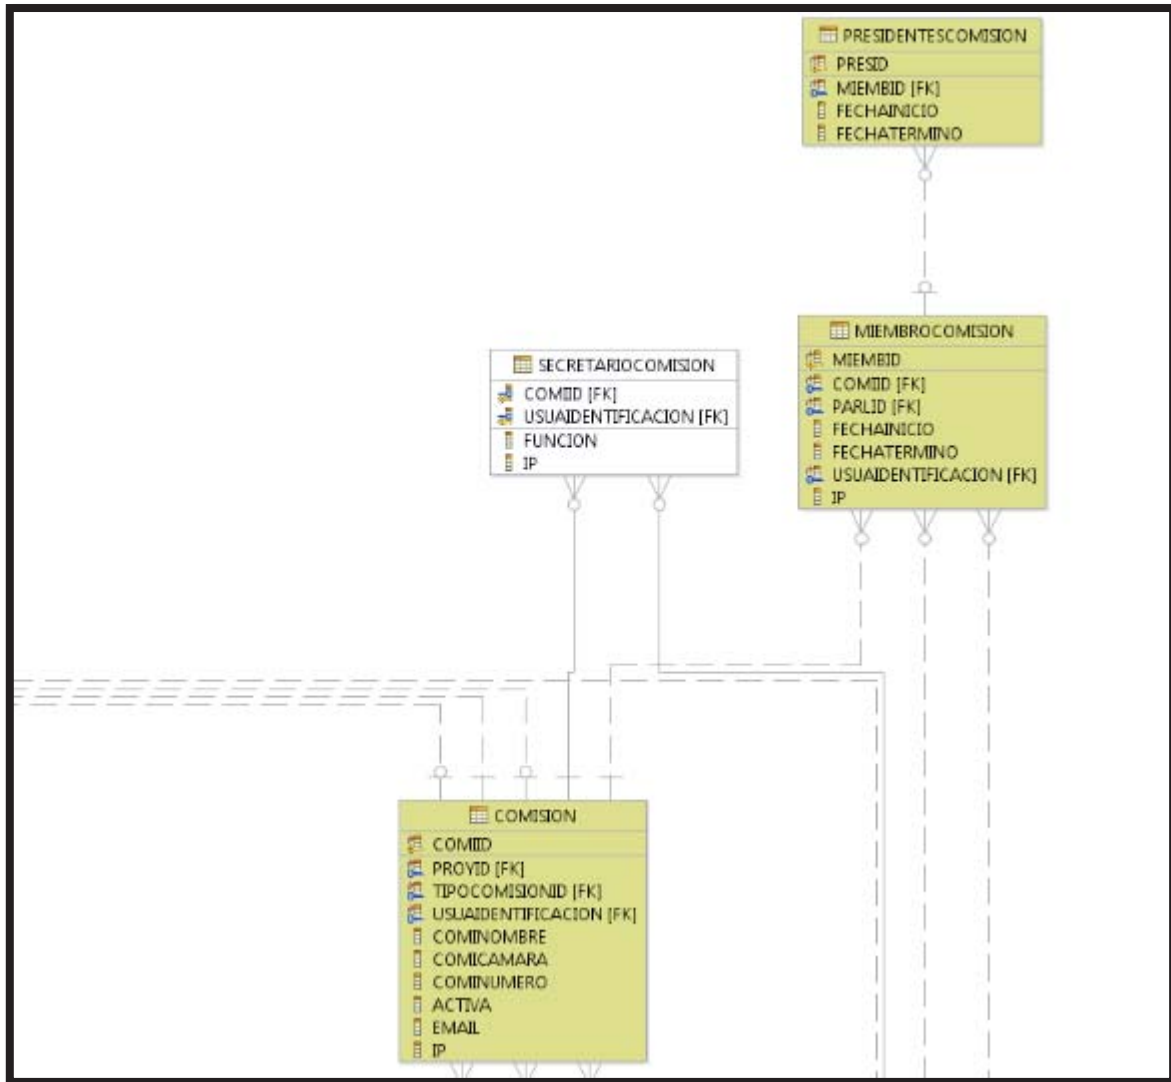 PRESIDENTESCOMISION
PRESID
MIEMBID [FK]
FECHAINICIO
FECHATERMINO
MIEMBROCOMISION
MIEMBID
COMIID [FK]
PARLID [FK]
FECHAINICIO
FECHATERMINO
USUAIDENTIFICACION [FK]
IP
SECRETARIOCOMISION
COMIID [FK]
USUAIDENTIFICACION [FK]
FUNCION
IP
COMISION
COMIID
PROYID [FK]
TIPOCOMISIONID [FK]
USUAIDENTIFICACION [FK]
COMINOMBRE
COMICAMARA
COMINUMERO
ACTIVA
EMAIL
IP